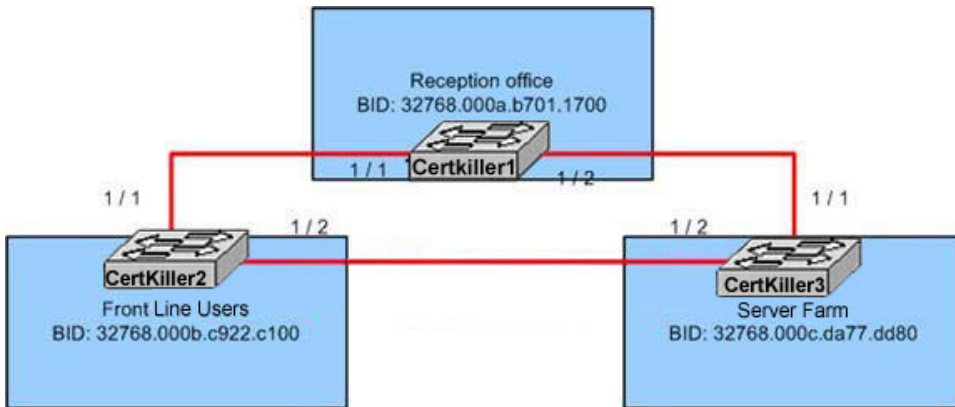 Reception office
BID: 32768.000a.b701.1700
Certkiller1
1 / 1
1 / 2
1 / 1
1 / 1
1 / 2
1 / 2
CertKiller2
CertKiller3
Front Line Users
BID: 32768.000b.c922.c100
Server Farm
BID: 32768.000c.da77.dd80